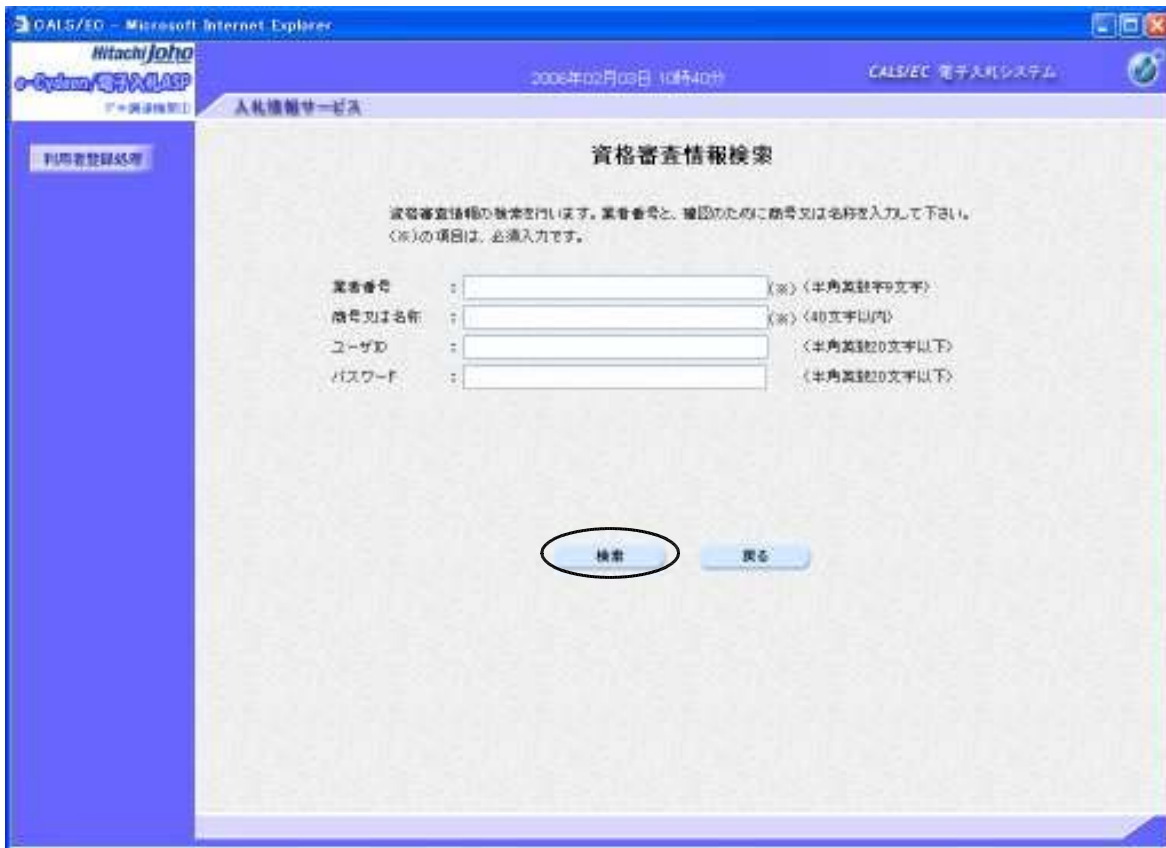 CALS/EC - Microsoft Internet Explorer
Hitachi Joho
e-Cydeen/電子入札ASP
2006年02月03日 10時40分
CALS/EC 電子入札システム
入札情報サービス
利用者登録処理
資格審査情報検索
資格審査情報の検索を行います。業者番号と、確認のために商号又は名称を入力して下さい。
(※)の項目は、必須入力です。
業者番号 : (※) (半角英数字9文字)
商号又は名称 : (※) (40文字以内)
ユーザID : (半角英数20文字以下)
パスワード : (半角英数20文字以下)
検索 戻る